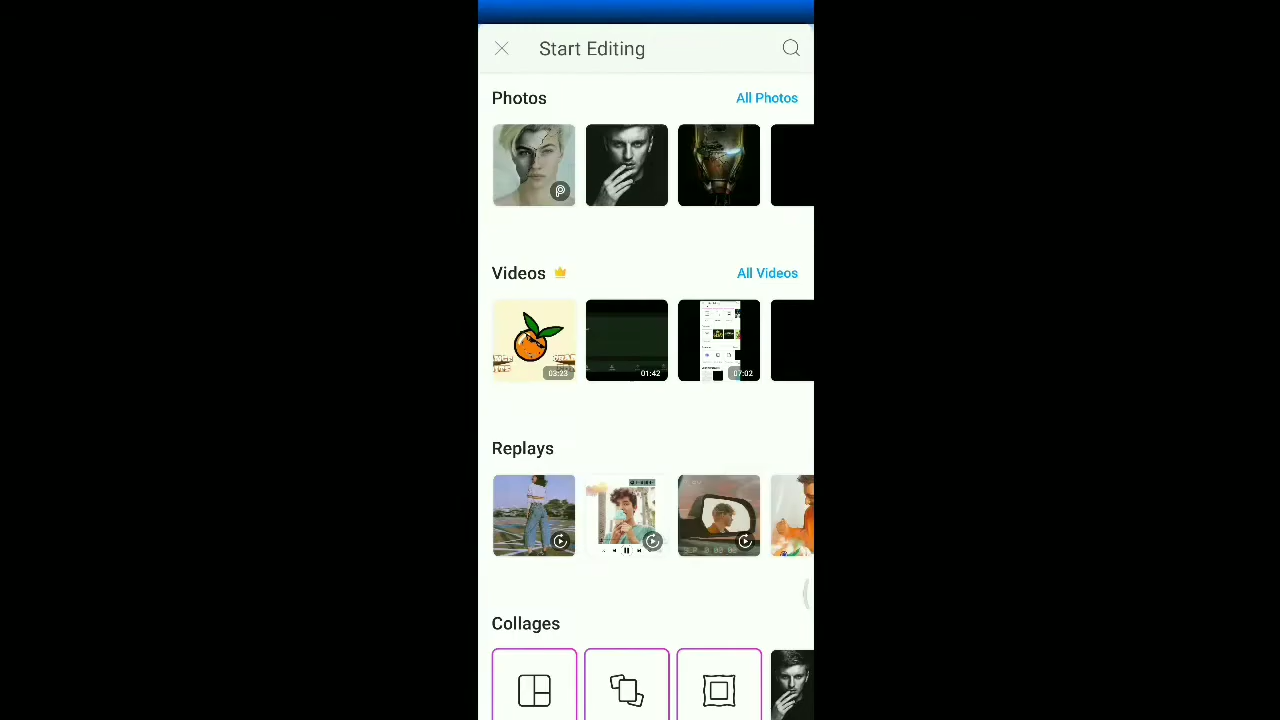 Start Editing
Photos
All Photos
Videos
All Videos
03:23
01:42
07:02
Replays
Collages